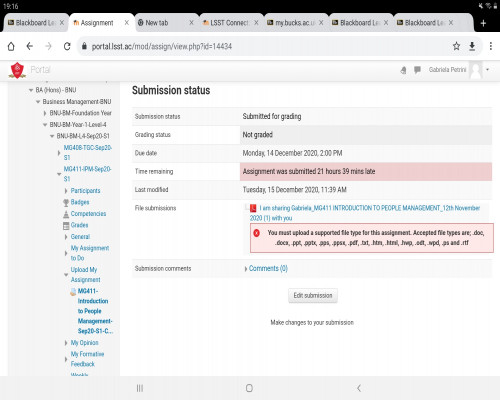 19:16
Blackboard Le
Assignment
New tab
LSST Connect
my.bucks.ac.u
Blackboard Le
Blackboard Le
portal.lsst.ac/mod/assign/view.php?id=14434
Portal
Gabriela Petrini
BA (Hons) - BNU
Business Management-BNU
BNU-BM-Foundation Year
BNU-BM-Year-1-Level-4
BNU-BM-L4-Sep20-S1
MG408-TGC-Sep20-
S1
MG411-IPM-Sep20-
S1
Participants
Badges
Competencies
Grades
General
My Assignment
to Do
Upload My
Assignment
MG411-
Introduction
to People
Management-
Sep20-S1-C...
My Opinion
My Formative
Feedback
Weekly
Submission status
Submission status Submitted for grading
Grading status Not graded
Due date Monday, 14 December 2020, 2:00 PM
Time remaining Assignment was submitted 21 hours 39 mins late
Last modified Tuesday, 15 December 2020, 11:39 AM
File submissions I am sharing Gabriela_MG411 INTRODUCTION TO PEOPLE MANAGEMENT_12th November
2020 (1) with you
You must upload a supported file type for this assignment. Accepted file types are; .doc,
.docx, .ppt, .pptx, .pps, .ppsx, .pdf, .txt, .htm, .html, .hwp, .odt, .wpd, .ps and .rtf
Submission comments Comments (0)
Edit submission
Make changes to your submission